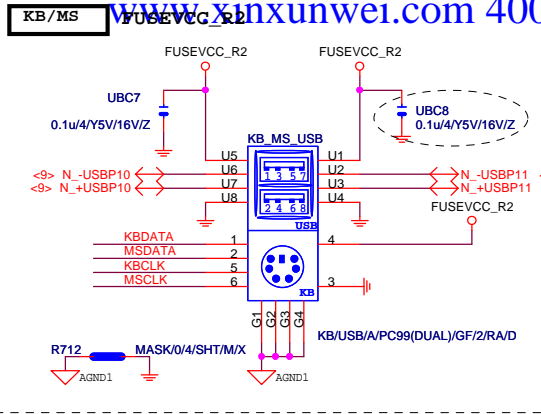 KB/MS
www.xinxunwei.com 400
FUSEVCC_R2
FUSEVCC_R2
FUSEVCC_R2
UBC7
0.1u/4/Y5V/16V/Z
UBC8
0.1u/4/Y5V/16V/Z
KB_MS_USB
U5
U6
U7
U8
U1
U2
U3
U4
1 3 5 7
2 4 6 8
USB
<9> N_-USBP10
<9> N_+USBP10
N_-USBP11
N_+USBP11
FUSEVCC_R2
KBDATA
MSDATA
KBCLK
MSCLK
1
2
5
6
4
3
KB
G1
G2
G3
G4
KB/USB/A/PC99(DUAL)/GF/2/RA/D
R712
MASK/0/4/SHT/M/X
AGND1
AGND1